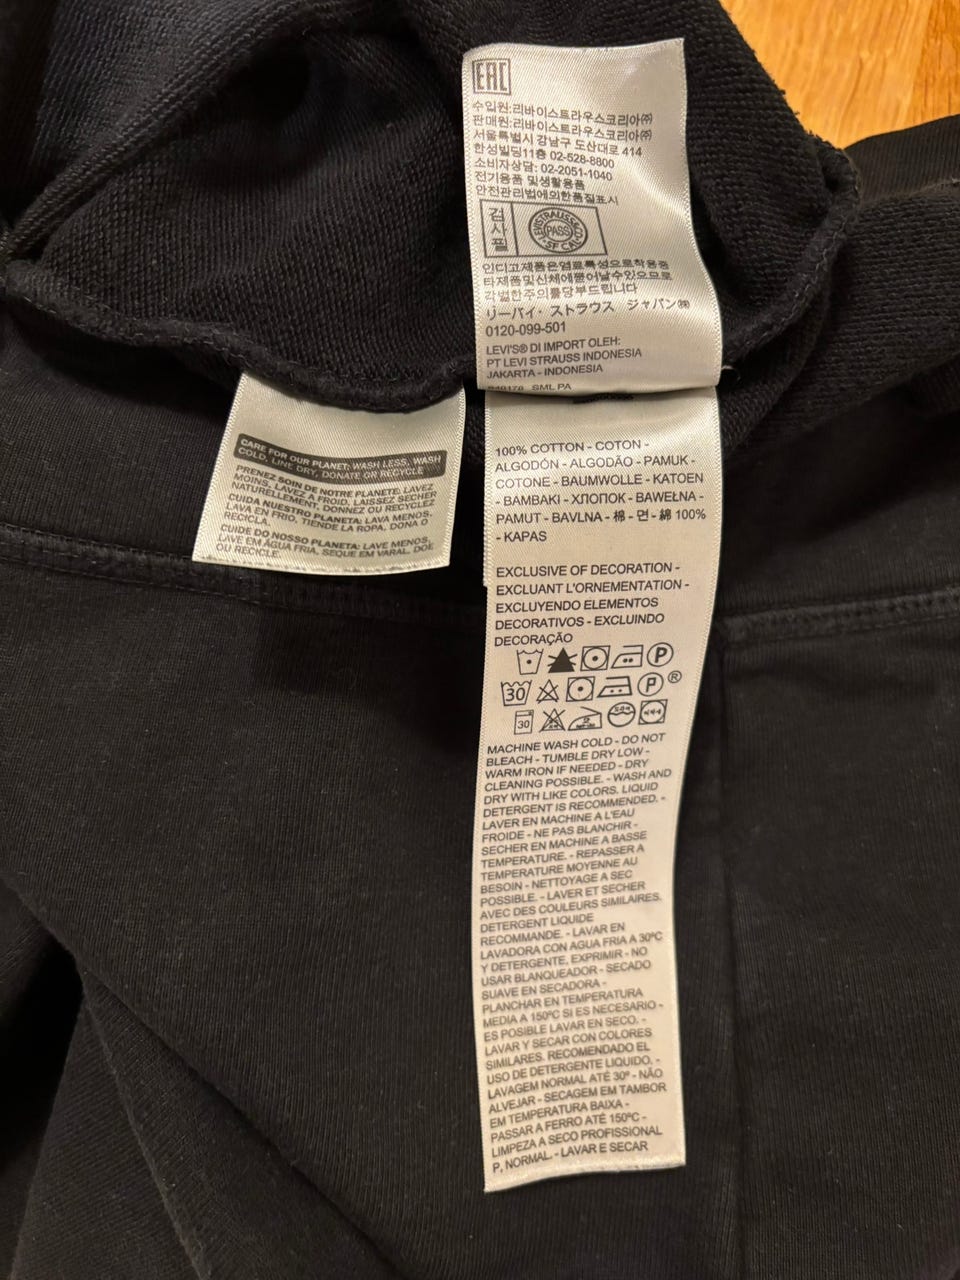 EAC
수입원:리바이스트라우스코리아㈜
판매원:리바이스트라우스코리아㈜
서울특별시 강남구 도산대로 414
한성빌딩11층 02-528-8800
소비자상담: 02-2051-1040
전기용품 및생활용품
안전관리법에의한품질표시
검사필
LEVI STRAUSS & CO
PASS
SF CAL
인디고제품은염료특성으로착용중
타제품및신체에묻어날수있으므로
각별한주의를당부드립니다
リーバイ・ストラウス ジャパン㈱
0120-099-501
LEVI'S® DI IMPORT OLEH:
PT LEVI STRAUSS INDONESIA
JAKARTA - INDONESIA
SML PA
CARE FOR OUR PLANET: WASH LESS, WASH
COLD, LINE DRY, DONATE OR RECYCLE
PRENEZ SOIN DE NOTRE PLANETE: LAVEZ
MOINS, LAVEZ A FROID, LAISSEZ SECHER
NATURELLEMENT, DONNEZ OU RECYCLEZ
CUIDA NUESTRO PLANETA: LAVA MENOS,
LAVA EN FRIO, TIENDE LA ROPA, DONA O
RECICLA.
CUIDE DO NOSSO PLANETA: LAVE MENOS,
LAVE EM ÁGUA FRIA, SEQUE EM VARAL, DOE
OU RECICLE.
100% COTTON - COTON -
ALGODÓN - ALGODÃO - PAMUK -
COTONE - BAUMWOLLE - KATOEN
- BAMBAKI - ХЛОПОК - BAWEŁNA -
PAMUT - BAVLNA - 棉 - 면 - 綿 100%
- KAPAS
EXCLUSIVE OF DECORATION -
EXCLUANT L'ORNEMENTATION -
EXCLUYENDO ELEMENTOS
DECORATIVOS - EXCLUINDO
DECORAÇÃO
P
30 P ®
30
MACHINE WASH COLD - DO NOT
BLEACH - TUMBLE DRY LOW -
WARM IRON IF NEEDED - DRY
CLEANING POSSIBLE. - WASH AND
DRY WITH LIKE COLORS. LIQUID
DETERGENT IS RECOMMENDED. -
LAVER EN MACHINE A L'EAU
FROIDE - NE PAS BLANCHIR -
SECHER EN MACHINE A BASSE
TEMPERATURE. - REPASSER A
TEMPERATURE MOYENNE AU
BESOIN - NETTOYAGE A SEC
POSSIBLE. - LAVER ET SECHER
AVEC DES COULEURS SIMILAIRES.
DETERGENT LIQUIDE
RECOMMANDE. - LAVAR EN
LAVADORA CON AGUA FRIA A 30ºC
Y DETERGENTE, EXPRIMIR - NO
USAR BLANQUEADOR - SECADO
SUAVE EN SECADORA -
PLANCHAR EN TEMPERATURA
MEDIA A 150ºC SI ES NECESARIO -
ES POSIBLE LAVAR EN SECO. -
LAVAR Y SECAR CON COLORES
SIMILARES. RECOMENDADO EL
USO DE DETERGENTE LIQUIDO. -
LAVAGEM NORMAL ATÉ 30º - NÃO
ALVEJAR - SECAGEM EM TAMBOR
EM TEMPERATURA BAIXA -
PASSAR A FERRO ATÉ 150ºC -
LIMPEZA A SECO PROFISSIONAL
P, NORMAL. - LAVAR E SECAR